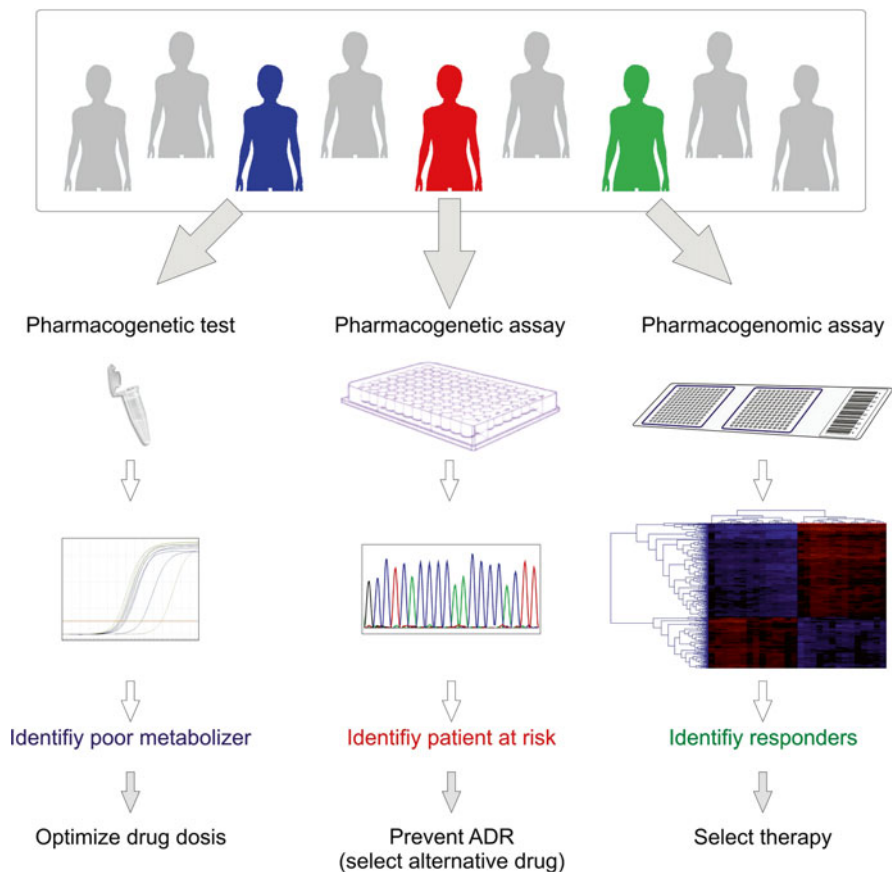 Pharmacogenetic test
Pharmacogenetic assay
Pharmacogenomic assay
Identifiy poor metabolizer
Identifiy patient at risk
Identifiy responders
Optimize drug dosis
Prevent ADR
(select alternative drug)
Select therapy